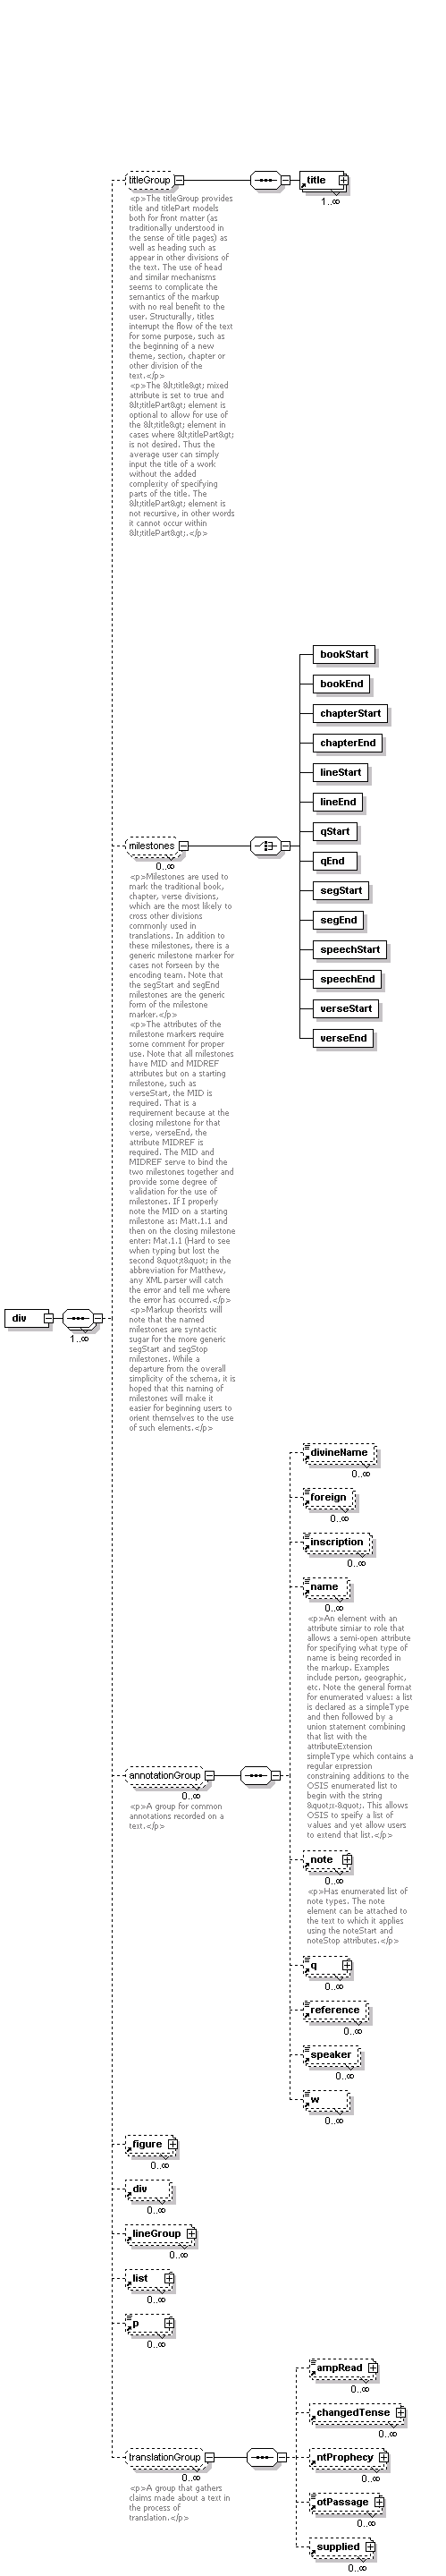 titleGroup
title
1..∞
<p>The titleGroup provides
title and titlePart models
both for front matter (as
traditionally understood in
the sense of title pages) as
well as heading such as
appear in other divisions of
the text. The use of head
and similar mechanisms
seems to complicate the
semantics of the markup
with no real benefit to the
user. Structurally, titles
interrupt the flow of the text
for some purpose, such as
the beginning of a new
theme, section, chapter or
other division of the
text.</p>
<p>The &lt;title&gt; mixed
attribute is set to true and
&lt;titlePart&gt; element is
optional to allow for use of
the &lt;title&gt; element in
cases where &lt;titlePart&gt;
is not desired. Thus the
average user can simply
input the title of a work
without the added
complexity of specifying
parts of the title. The
&lt;titlePart&gt; element is
not recursive, in other words
it cannot occur within
&lt;titlePart&gt;.</p>
bookStart
bookEnd
chapterStart
chapterEnd
lineStart
lineEnd
qStart
qEnd
segStart
segEnd
speechStart
speechEnd
verseStart
verseEnd
milestones
0..∞
<p>Milestones are used to
mark the traditional book,
chapter, verse divisions,
which are the most likely to
cross other divisions
commonly used in
translations. In addition to
these milestones, there is a
generic milestone marker for
cases not forseen by the
encoding team. Note that
the segStart and segEnd
milestones are the generic
form of the milestone
marker.</p>
<p>The attributes of the
milestone markers require
some comment for proper
use. Note that all milestones
have MID and MIDREF
attributes but on a starting
milestone, such as
verseStart, the MID is
required. That is a
requirement because at the
closing milestone for that
verse, verseEnd, the
attribute MIDREF is
required. The MID and
MIDREF serve to bind the
two milestones together and
provide some degree of
validation for the use of
milestones. If I properly
note the MID on a starting
milestone as: Matt.1.1 and
then on the closing milestone
enter: Mat.1.1 (Hard to see
when typing but lost the
second &quot;t&quot; in the
abbreviation for Matthew,
any XML parser will catch
the error and tell me where
the error has occurred.</p>
<p>Markup theorists will
note that the named
milestones are syntactic
sugar for the more generic
segStart and segStop
milestones. While a
departure from the overall
simplicity of the schema, it is
hoped that this naming of
milestones will make it
easier for beginning users to
orient themselves to the use
of such elements.</p>
div
1..∞
divineName
0..∞
foreign
0..∞
inscription
0..∞
name
0..∞
<p>An element with an
attribute simiar to role that
allows a semi-open attribute
for specifying what type of
name is being recorded in
the markup. Examples
include person, geographic,
etc. Note the general format
for enumerated values: a list
is declared as a simpleType
and then followed by a
union statement combining
that list with the
attributeExtension
simpleType which contains a
regular expression
constraining additions to the
OSIS enumerated list to
begin with the string
&quot;x-&quot;. This allows
OSIS to speify a list of
values and yet allow users
to extend that list.</p>
annotationGroup
0..∞
<p>A group for common
annotations recorded on a
text.</p>
note
0..∞
<p>Has enumerated list of
note types. The note
element can be attached to
the text to which it applies
using the noteStart and
noteStop attributes.</p>
q
0..∞
reference
0..∞
speaker
0..∞
w
0..∞
figure
0..∞
div
0..∞
lineGroup
0..∞
list
0..∞
p
0..∞
ampRead
0..∞
changedTense
0..∞
translationGroup
0..∞
<p>A group that gathers
claims made about a text in
the process of
translation.</p>
ntProphecy
0..∞
otPassage
0..∞
supplied
0..∞